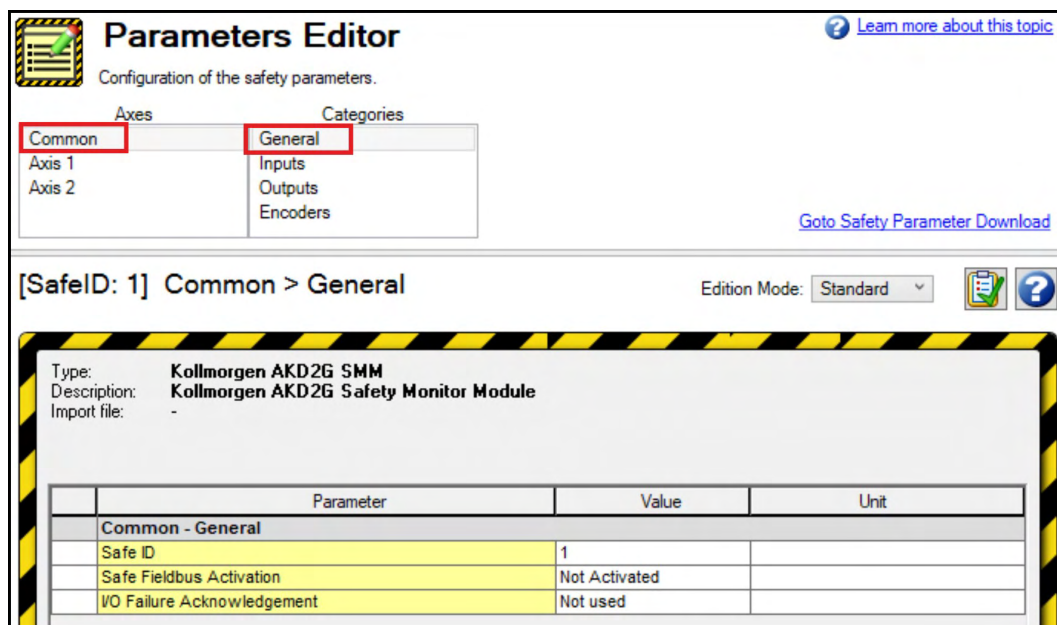 Parameters Editor
Learn more about this topic
Configuration of the safety parameters.
Axes Categories
Common General
Axis 1 Inputs
Axis 2 Outputs
Encoders
Goto Safety Parameter Download
[SafeID: 1] Common > General
Edition Mode: Standard
Type: Kollmorgen AKD2G SMM
Description: Kollmorgen AKD2G Safety Monitor Module
Import file: -
Parameter Value Unit
Common - General
Safe ID 1
Safe Fieldbus Activation Not Activated
I/O Failure Acknowledgement Not used